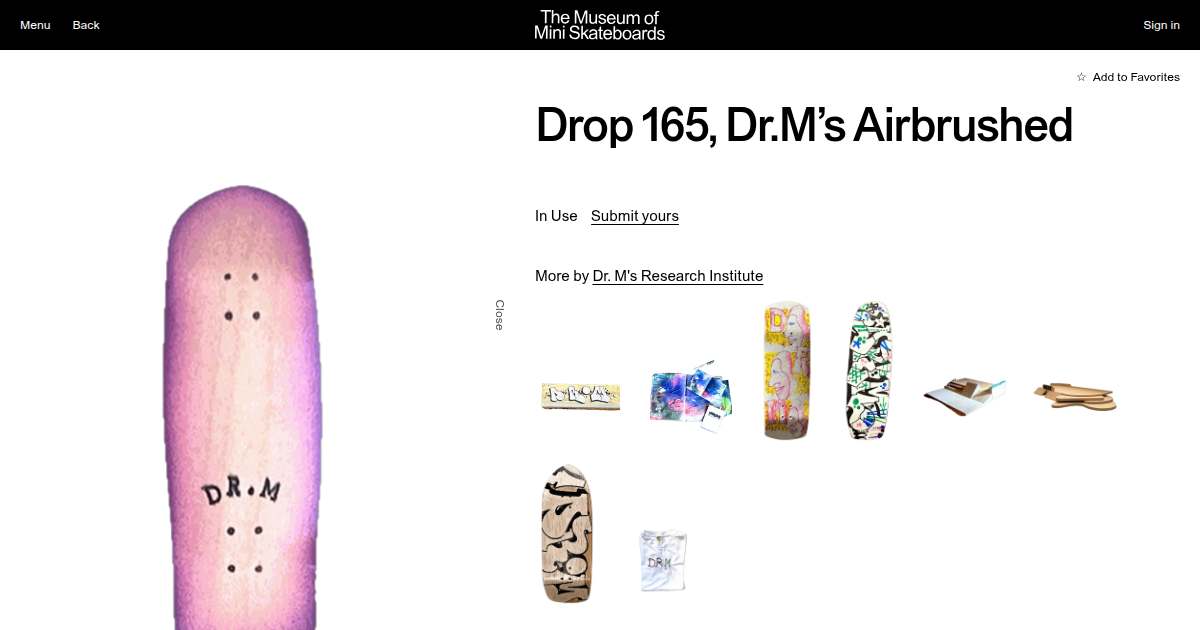 Menu
Back
The Museum of
Mini Skateboards
Sign in
☆ Add to Favorites
Drop 165, Dr.M’s Airbrushed
In Use Submit yours
More by Dr. M's Research Institute
Close
DR.M
DRM